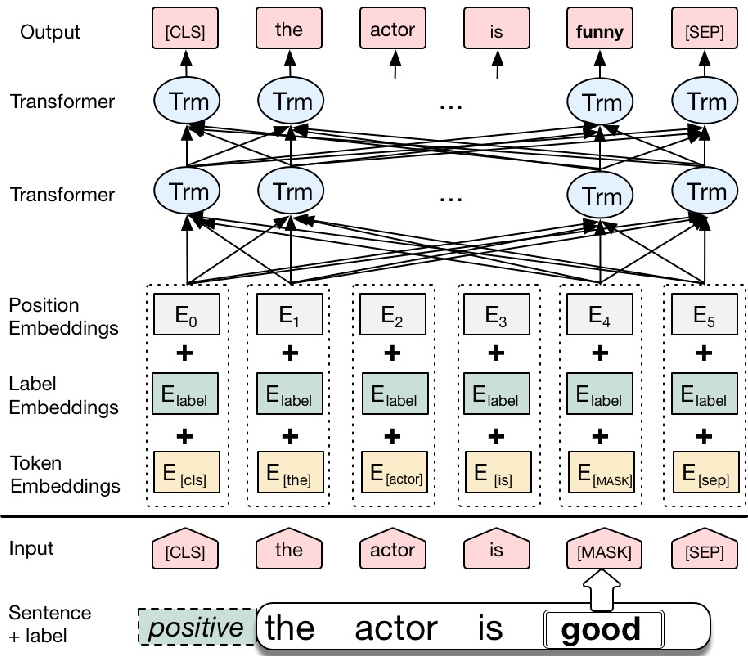 Output [CLS] the actor is funny [SEP]
Transformer Trm Trm ... Trm Trm
Transformer Trm Trm ... Trm Trm
Position Embeddings E0 E1 E2 E3 E4 E5
+ + + + + +
Label Embeddings Elabel Elabel Elabel Elabel Elabel Elabel
+ + + + + +
Token Embeddings E[cls] E[the] E[actor] E[is] E[MASK] E[sep]
Input [CLS] the actor is [MASK] [SEP]
Sentence + label positive the actor is good